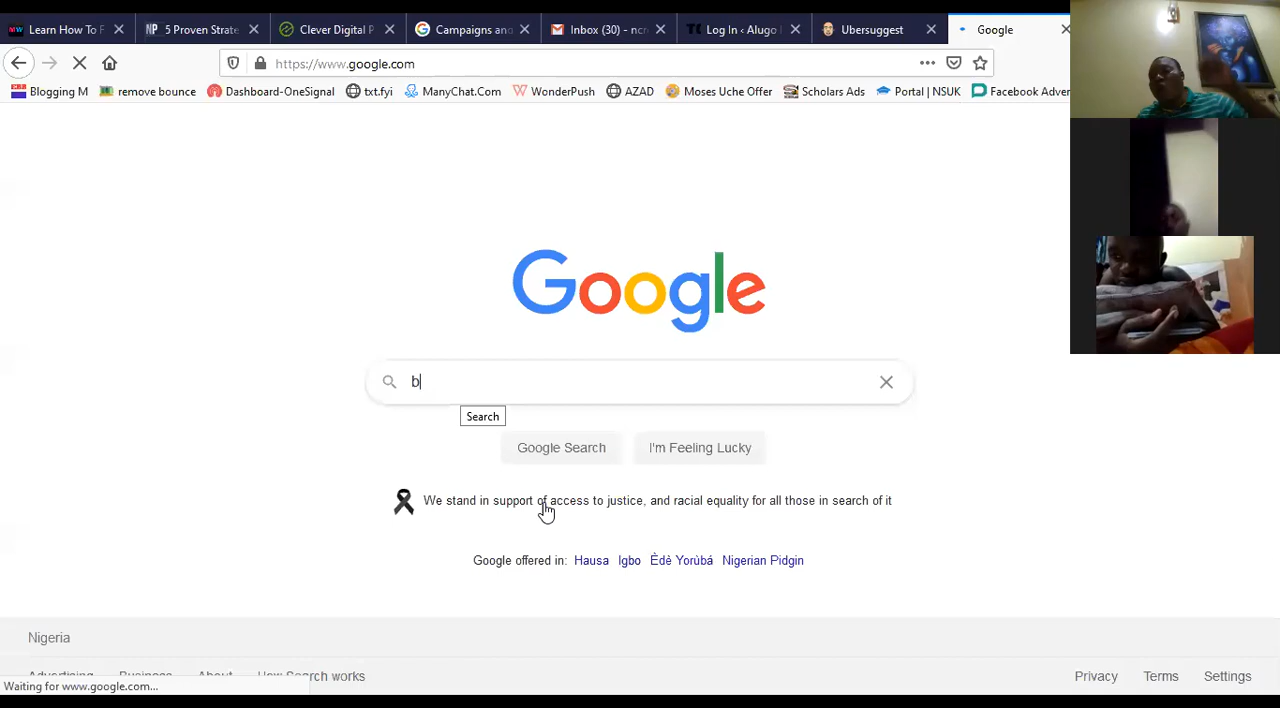 Learn How To F
5 Proven Strate
Clever Digital P
Campaigns and
Inbox (30) - ncr
Log In ‹ Alugo
Ubersuggest
Google
https://www.google.com
Blogging M
remove bounce
Dashboard-OneSignal
txt.fyi
ManyChat.Com
WonderPush
AZAD
Moses Uche Offer
Scholars Ads
Portal | NSUK
Facebook Adver
Google
b
Search
Google Search
I'm Feeling Lucky
We stand in support of access to justice, and racial equality for all those in search of it
Google offered in: Hausa Igbo Èdè Yorùbá Nigerian Pidgin
Nigeria
Advertising Business About How Search works
Privacy Terms Settings
Waiting for www.google.com...